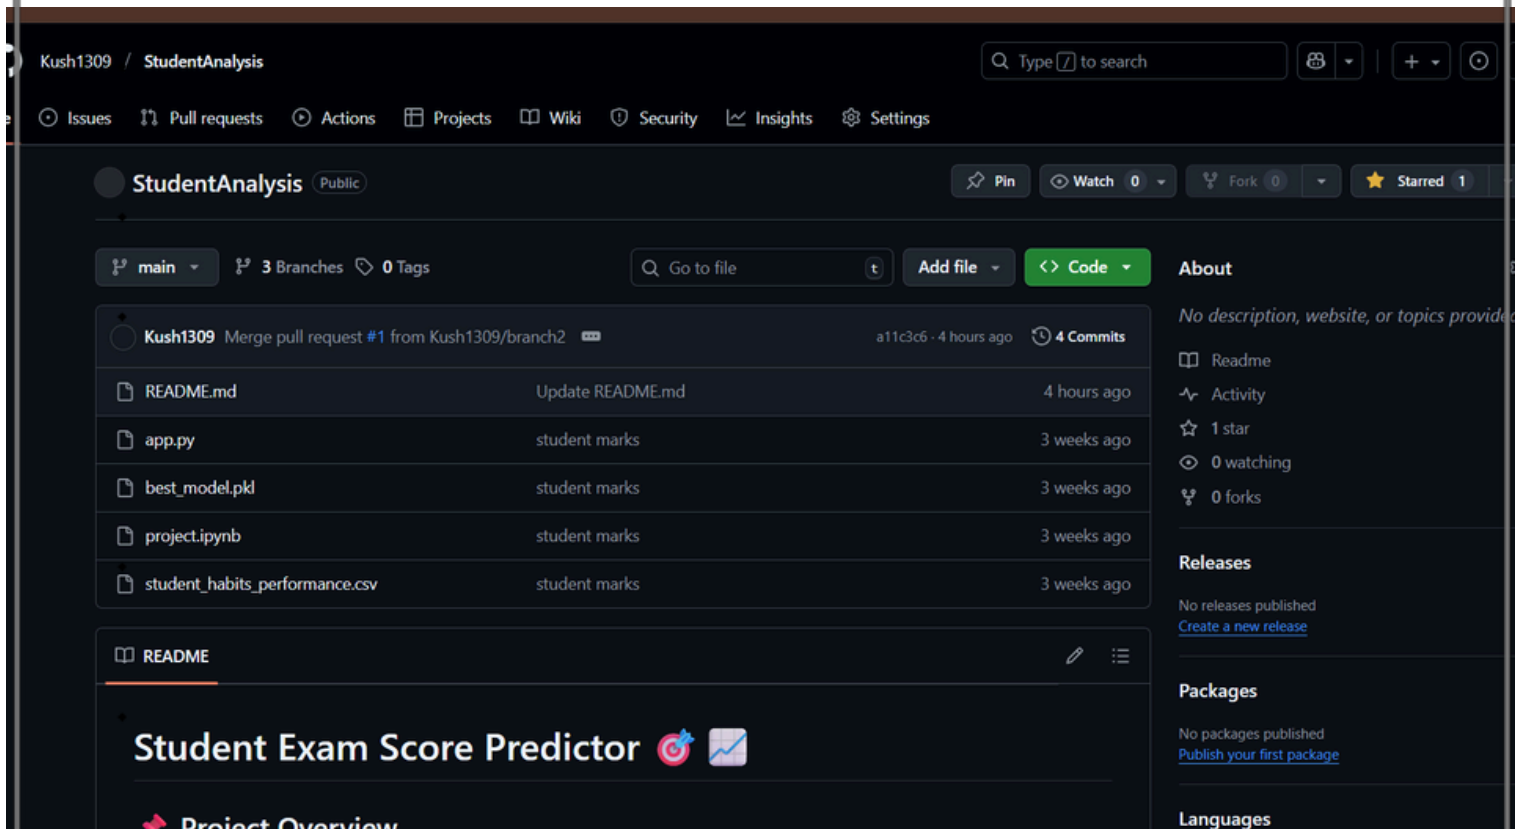 Kush1309 / StudentAnalysis Type / to search
Issues Pull requests Actions Projects Wiki Security Insights Settings
StudentAnalysis Public Pin Watch 0 Fork 0 Starred 1
main 3 Branches 0 Tags Go to file t Add file Code
Kush1309 Merge pull request #1 from Kush1309/branch2 a11c3c6 · 4 hours ago 4 Commits
README.md Update README.md 4 hours ago
app.py student marks 3 weeks ago
best_model.pkl student marks 3 weeks ago
project.ipynb student marks 3 weeks ago
student_habits_performance.csv student marks 3 weeks ago
README
Student Exam Score Predictor
Project Overview
About
No description, website, or topics provided
Readme
Activity
1 star
0 watching
0 forks
Releases
No releases published
Create a new release
Packages
No packages published
Publish your first package
Languages